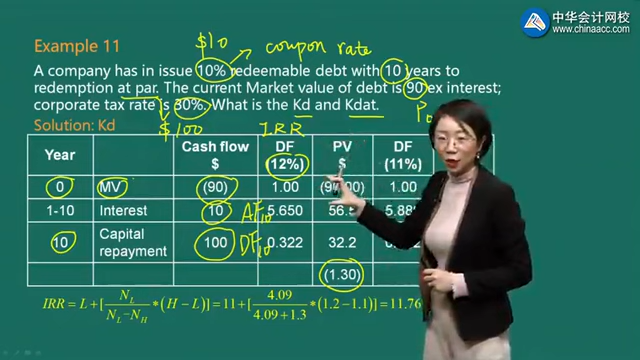 中华会计网校
www.chinaacc.com
Example 11
$10
coupon rate
A company has in issue 10% redeemable debt with 10 years to
redemption at par. The current Market value of debt is 90 ex interest;
corporate tax rate is 30%. What is the Kd and Kdat.
Solution: Kd
$100
IRR
P₀
Year Cash flow $ DF (12%) PV $ DF (11%)
0 MV (90) 1.00 1.00
1-10 Interest 10 AF₁₀ 5.650
10 Capital repayment 100 DF₁₀ 0.322 32.2
(1.30)
IRR = L+[ N_L / N_L-N_H *(H-L)]=11+[ 4.09 / 4.09+1.3 *(1.2-1.1)]=11.76